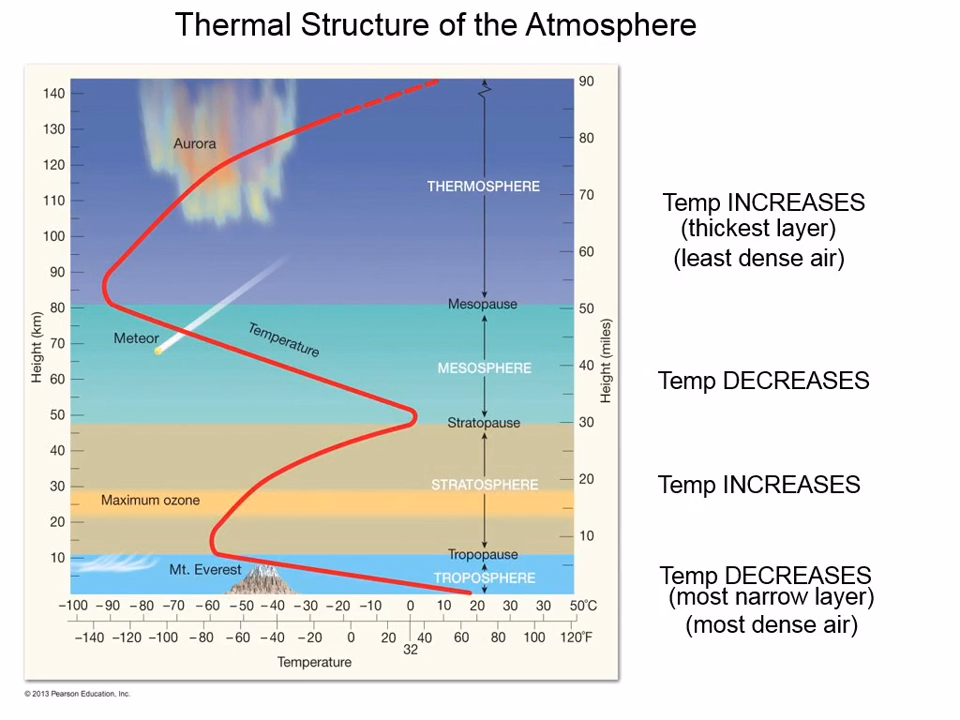 Thermal Structure of the Atmosphere
140
130
120
110
100
90
80
70
60
50
40
30
20
10
Height (km)
90
80
70
60
50
40
30
20
10
Height (miles)
Aurora
THERMOSPHERE
Mesopause
Meteor
Temperature
MESOSPHERE
Stratopause
STRATOSPHERE
Maximum ozone
Tropopause
Mt. Everest
TROPOSPHERE
–100 –90 –80 –70 –60 –50 –40 –30 –20 –10 0 10 20 30 30 50°C
–140 –120 –100 –80 –60 –40 –20 0 20 40 60 80 100 120°F
32
Temperature
Temp INCREASES
(thickest layer)
(least dense air)
Temp DECREASES
Temp INCREASES
Temp DECREASES
(most narrow layer)
(most dense air)
© 2013 Pearson Education, Inc.